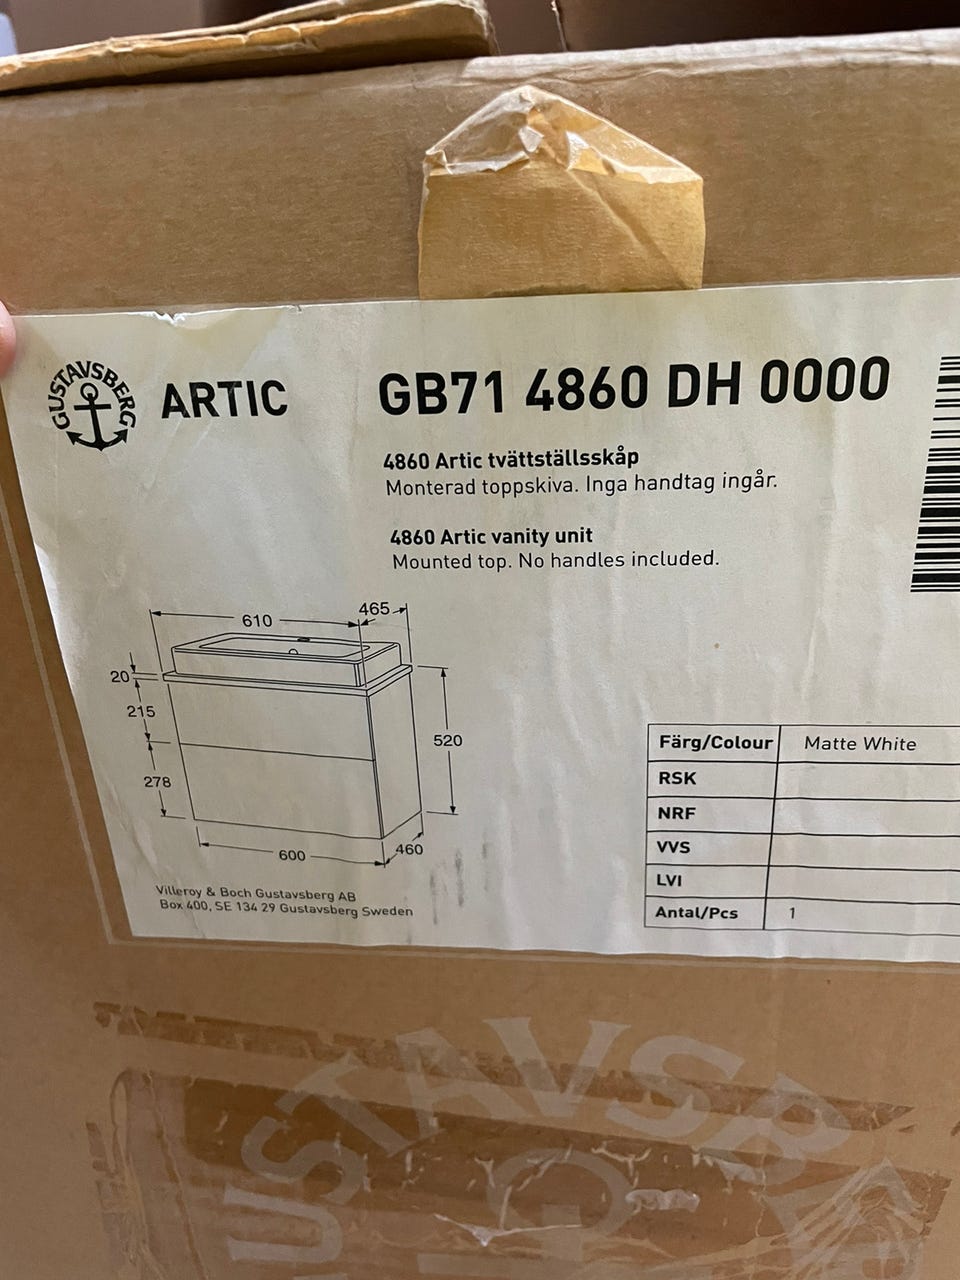 GUSTAVSBERG
ARTIC
GB71 4860 DH 0000
4860 Artic tvättställsskåp
Monterad toppskiva. Inga handtag ingår.
4860 Artic vanity unit
Mounted top. No handles included.
610
465
20
215
278
520
600
460
Villeroy & Boch Gustavsberg AB
Box 400, SE 134 29 Gustavsberg Sweden
Färg/Colour Matte White
RSK
NRF
VVS
LVI
Antal/Pcs 1
USTAVSB